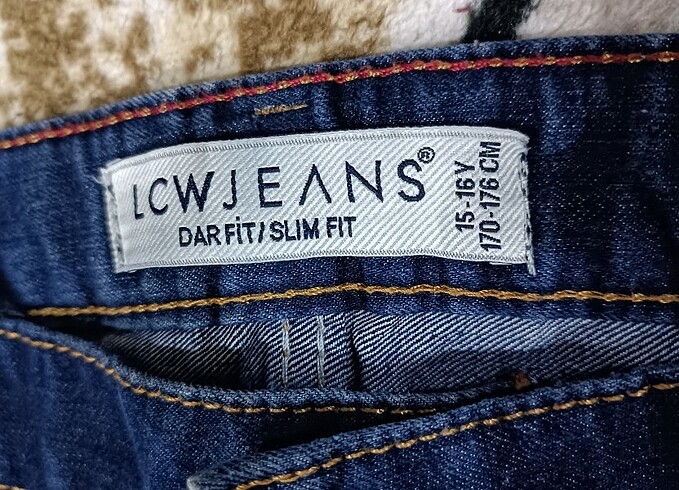 LCWJEANS®
DAR FİT/SLIM FIT
15-16 Y
170-176 CM